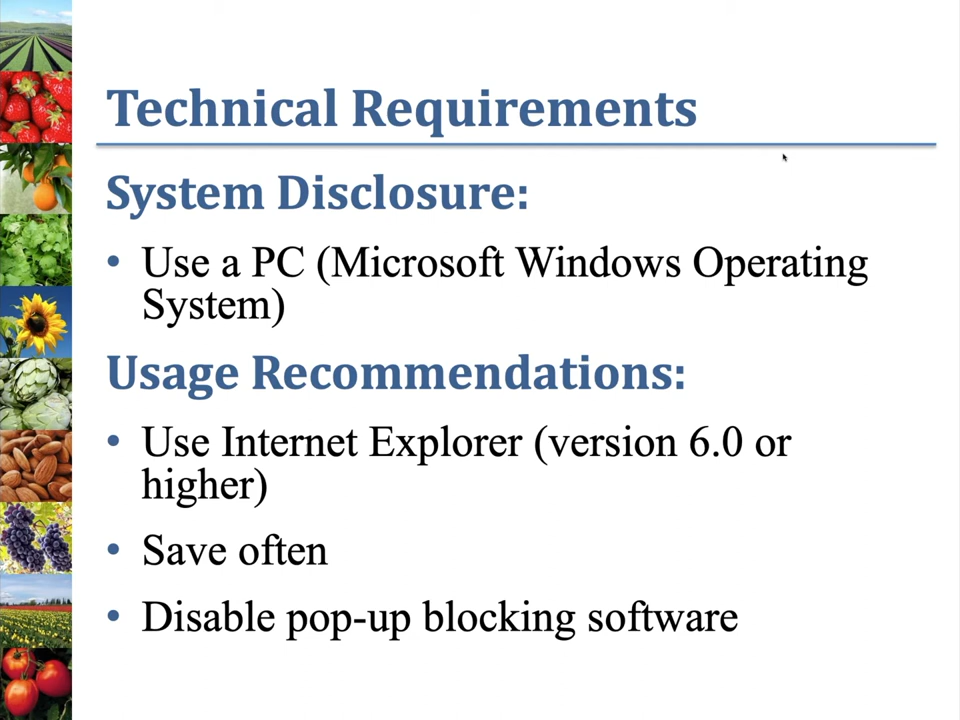 Technical Requirements
System Disclosure:
• Use a PC (Microsoft Windows Operating
System)
Usage Recommendations:
• Use Internet Explorer (version 6.0 or
higher)
• Save often
• Disable pop-up blocking software